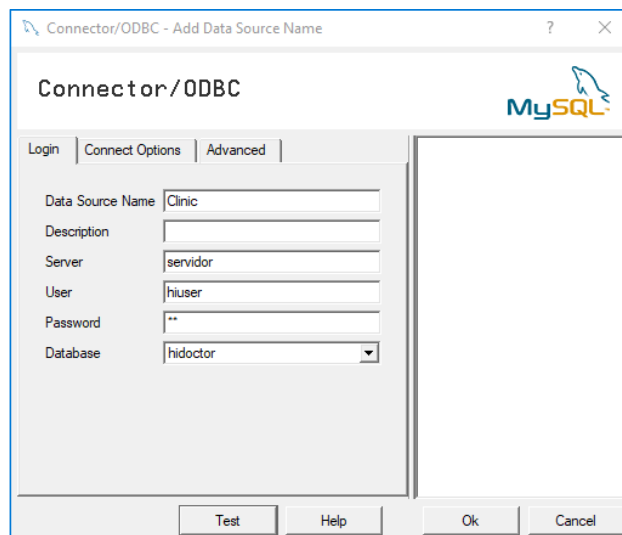 Connector/ODBC - Add Data Source Name ? X
Connector/ODBC
MySQL
Login Connect Options Advanced
Data Source Name Clinic
Description
Server servidor
User hiuser
Password **
Database hidoctor
Test Help Ok Cancel